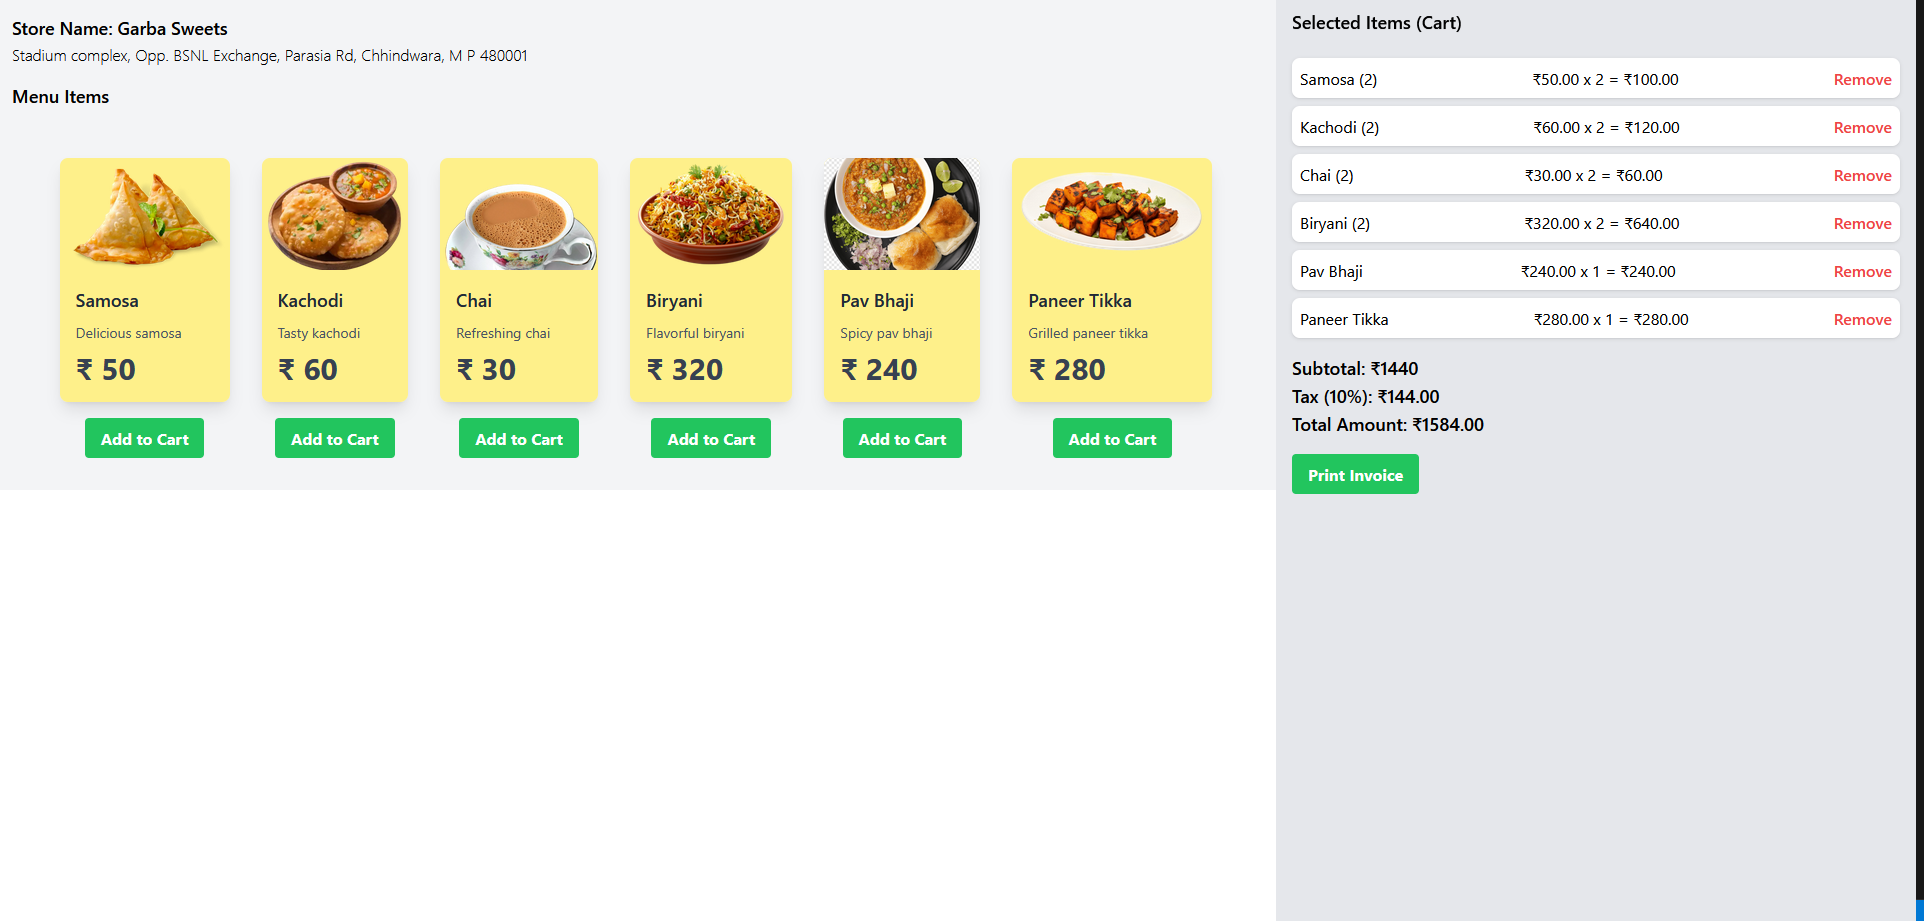 Store Name: Garba Sweets
Stadium complex, Opp. BSNL Exchange, Parasia Rd, Chhindwara, M P 480001
Menu Items
Samosa
Delicious samosa
₹ 50
Add to Cart
Kachodi
Tasty kachodi
₹ 60
Add to Cart
Chai
Refreshing chai
₹ 30
Add to Cart
Biryani
Flavorful biryani
₹ 320
Add to Cart
Pav Bhaji
Spicy pav bhaji
₹ 240
Add to Cart
Paneer Tikka
Grilled paneer tikka
₹ 280
Add to Cart
Selected Items (Cart)
Samosa (2) ₹50.00 x 2 = ₹100.00 Remove
Kachodi (2) ₹60.00 x 2 = ₹120.00 Remove
Chai (2) ₹30.00 x 2 = ₹60.00 Remove
Biryani (2) ₹320.00 x 2 = ₹640.00 Remove
Pav Bhaji ₹240.00 x 1 = ₹240.00 Remove
Paneer Tikka ₹280.00 x 1 = ₹280.00 Remove
Subtotal: ₹1440
Tax (10%): ₹144.00
Total Amount: ₹1584.00
Print Invoice